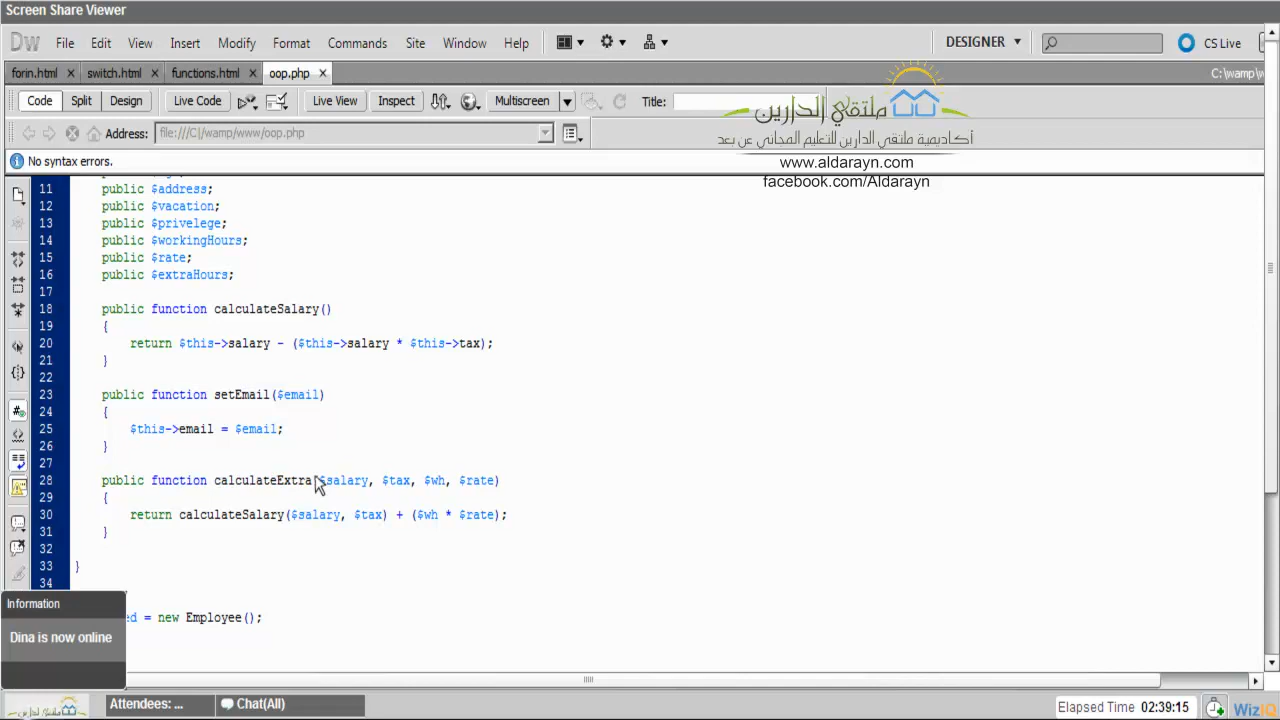 Screen Share Viewer
Dw File Edit View Insert Modify Format Commands Site Window Help DESIGNER CS Live
forin.html switch.html functions.html oop.php C:\wamp\w
Code Split Design Live Code Live View Inspect Multiscreen Title:
ملتقي الدارين
Address: file:///C|/wamp/www/oop.php
أكاديمية ملتقي الدارين للتعليم المجاني عن بعد
No syntax errors.
www.aldarayn.com
facebook.com/Aldarayn
11 public $address;
12 public $vacation;
13 public $privelege;
14 public $workingHours;
15 public $rate;
16 public $extraHours;
17
18 public function calculateSalary()
19 {
20 return $this->salary - ($this->salary * $this->tax);
21 }
22
23 public function setEmail($email)
24 {
25 $this->email = $email;
26 }
27
28 public function calculateExtra($salary, $tax, $wh, $rate)
29 {
30 return calculateSalary($salary, $tax) + ($wh * $rate);
31 }
32
33 }
34
Information
ed = new Employee();
Dina is now online
Attendees: ... Chat(All) Elapsed Time 02:39:15 WizIQ